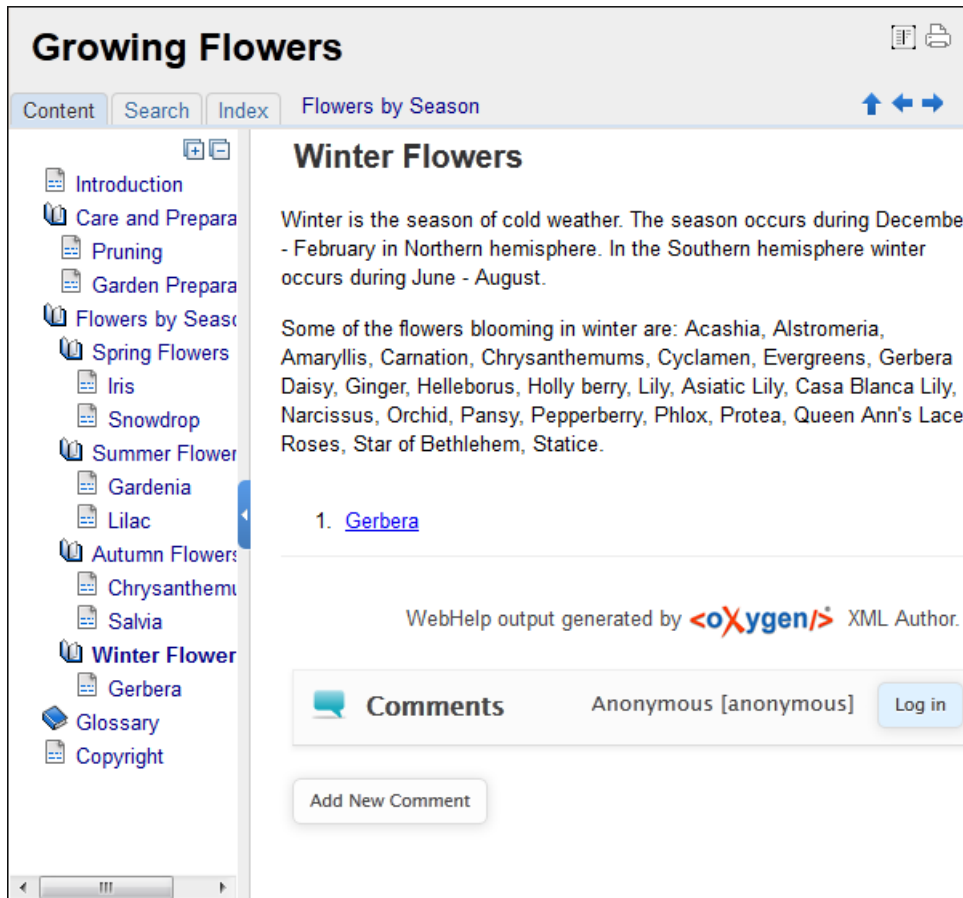 Growing Flowers
Content Search Index Flowers by Season
Introduction
Care and Prepara
Pruning
Garden Prepara
Flowers by Seaso
Spring Flowers
Iris
Snowdrop
Summer Flower
Gardenia
Lilac
Autumn Flowers
Chrysanthemu
Salvia
Winter Flower
Gerbera
Glossary
Copyright
Winter Flowers
Winter is the season of cold weather. The season occurs during Decembe
- February in Northern hemisphere. In the Southern hemisphere winter
occurs during June - August.
Some of the flowers blooming in winter are: Acashia, Alstromeria,
Amaryllis, Carnation, Chrysanthemums, Cyclamen, Evergreens, Gerbera
Daisy, Ginger, Helleborus, Holly berry, Lily, Asiatic Lily, Casa Blanca Lily,
Narcissus, Orchid, Pansy, Pepperberry, Phlox, Protea, Queen Ann's Lace
Roses, Star of Bethlehem, Statice.
1. Gerbera
WebHelp output generated by <oXygen/> XML Author.
Comments Anonymous [anonymous] Log in
Add New Comment